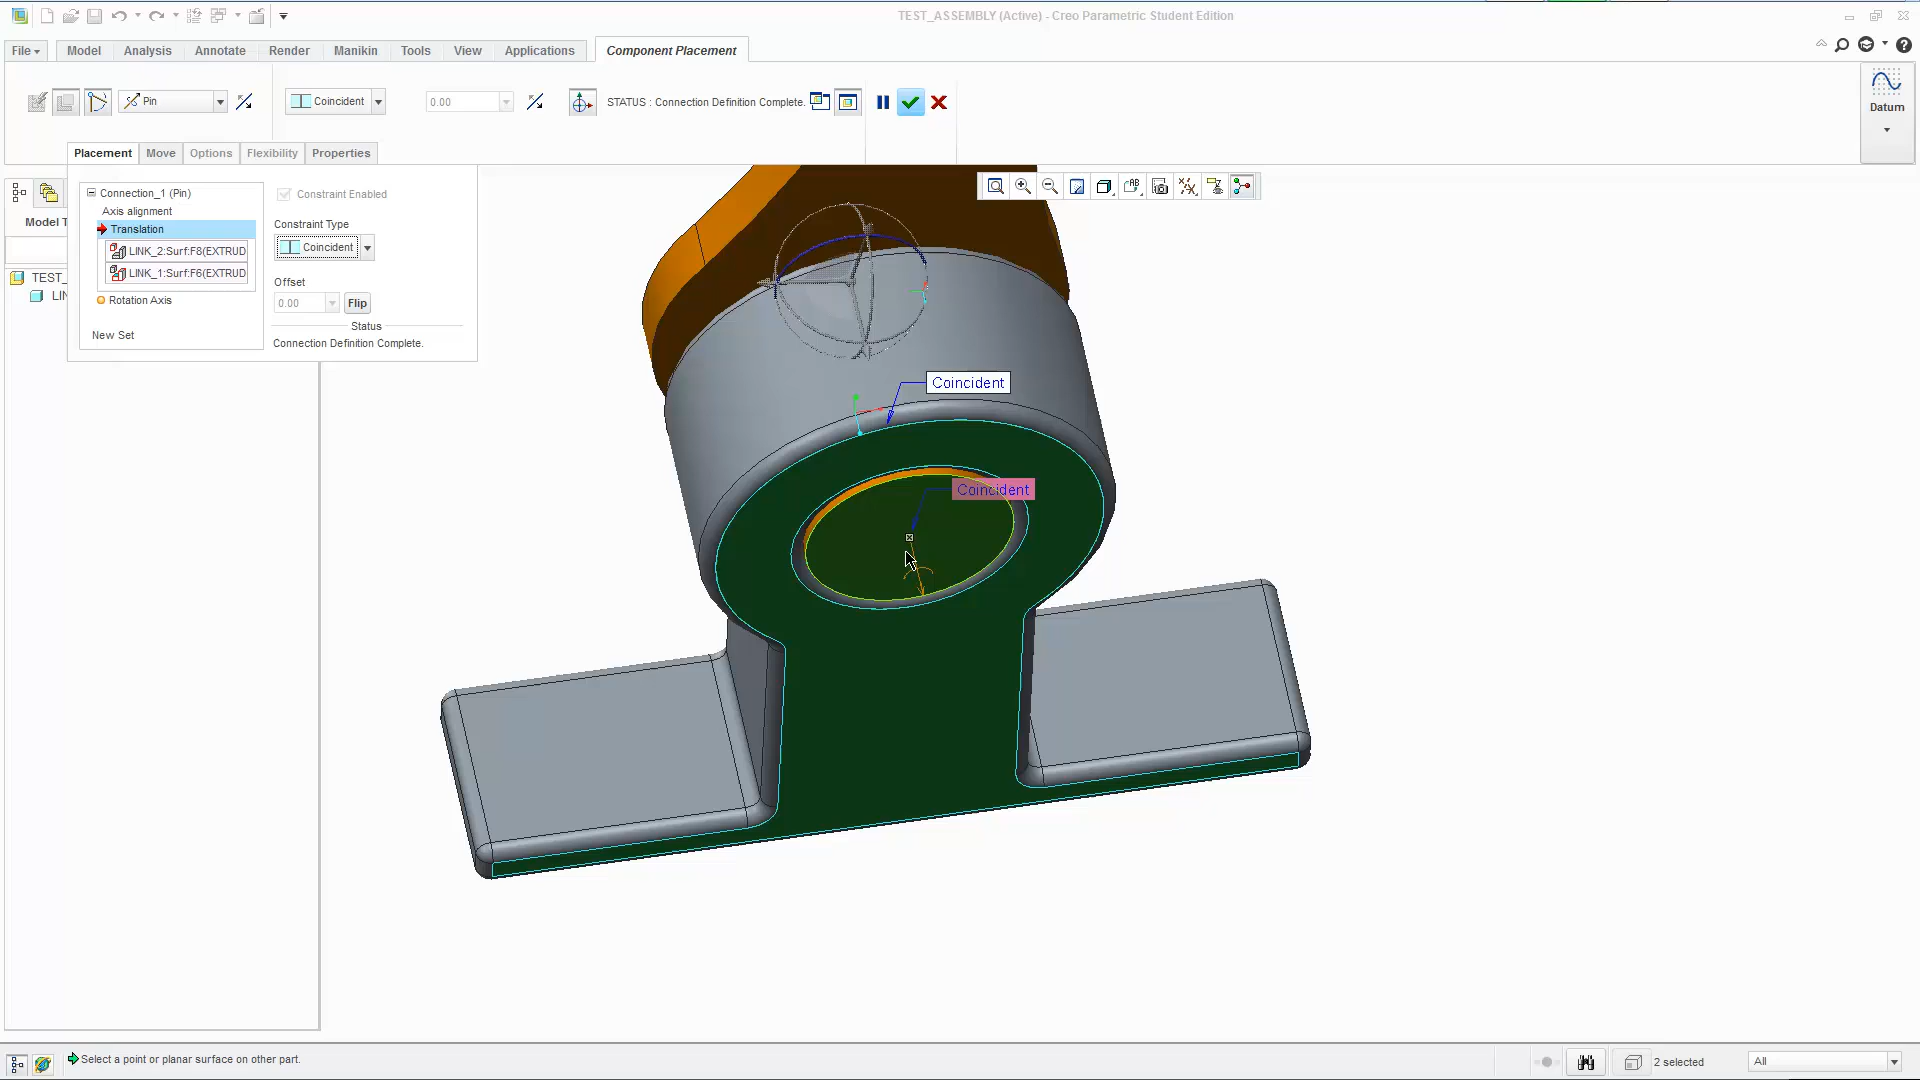 TEST_ASSEMBLY (Active) - Creo Parametric Student Edition
File Model Analysis Annotate Render Manikin Tools View Applications Component Placement
Pin
Coincident
0.00
STATUS : Connection Definition Complete.
Datum
Placement Move Options Flexibility Properties
Connection_1 (Pin)
Axis alignment
Translation
LINK_2:Surf:F8(EXTRUD
LINK_1:Surf:F6(EXTRUD
Rotation Axis
New Set
Constraint Enabled
Constraint Type
Coincident
Offset
0.00 Flip
Status
Connection Definition Complete.
Model T
TEST_
LIN
Coincident
Coincident
Select a point or planar surface on other part.
2 selected
All